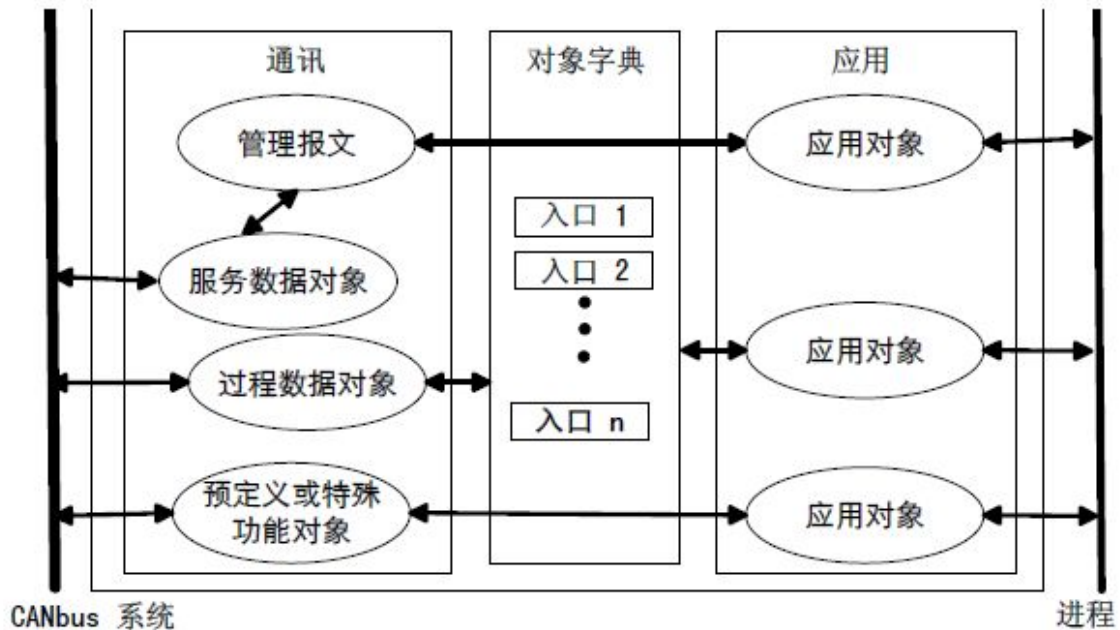 通讯
对象字典
应用
管理报文
应用对象
入口 1
服务数据对象
入口 2
过程数据对象
应用对象
入口 n
预定义或特殊
功能对象
应用对象
CANbus 系统
进程